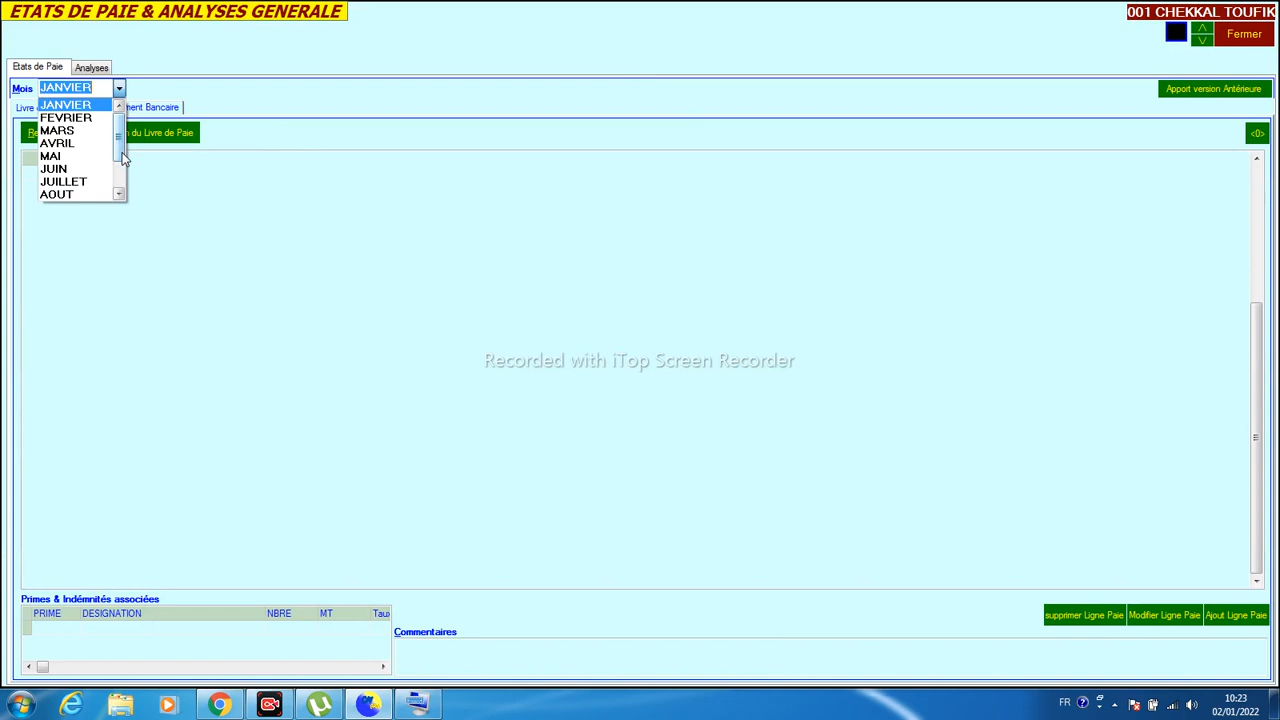 ETATS DE PAIE & ANALYSES GENERALE
001 CHEKKAL TOUFIK
Fermer
Etats de Paie
Analyses
Mois
JANVIER
Apport version Antérieure
Livre
ment Bancaire
JANVIER
FEVRIER
MARS
AVRIL
MAI
JUIN
JUILLET
AOUT
n du Livre de Paie
<0>
Recorded with iTop Screen Recorder
Primes & Indémnités associées
PRIME DESIGNATION NBRE MT Taux
supprimer Ligne Paie
Modifier Ligne Paie
Ajout Ligne Paie
Commentaires
FR
10:23
02/01/2022